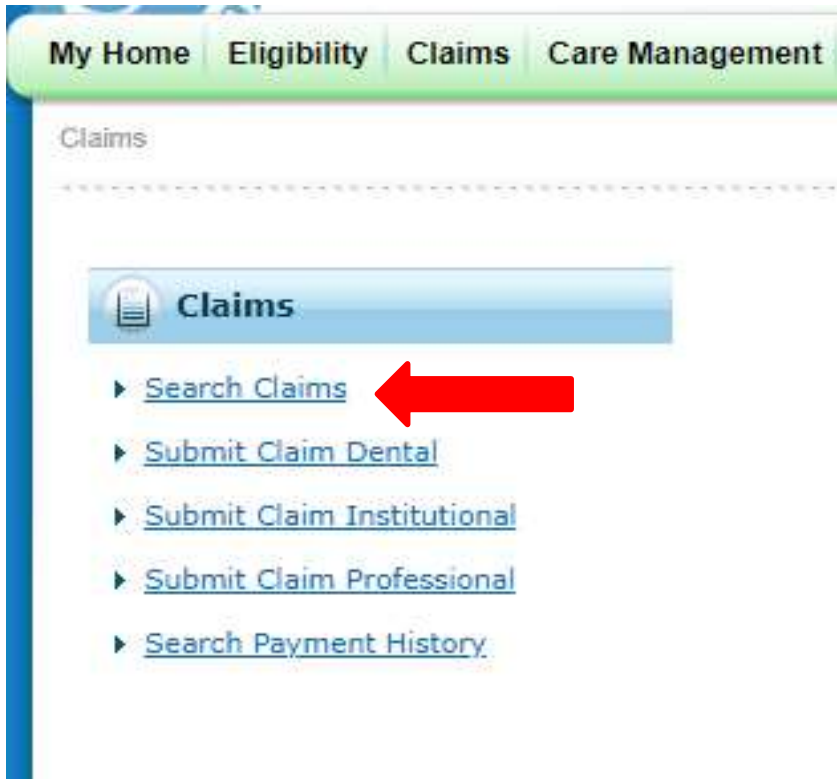 My Home Eligibility Claims Care Management
Claims
Claims
Search Claims
Submit Claim Dental
Submit Claim Institutional
Submit Claim Professional
Search Payment History